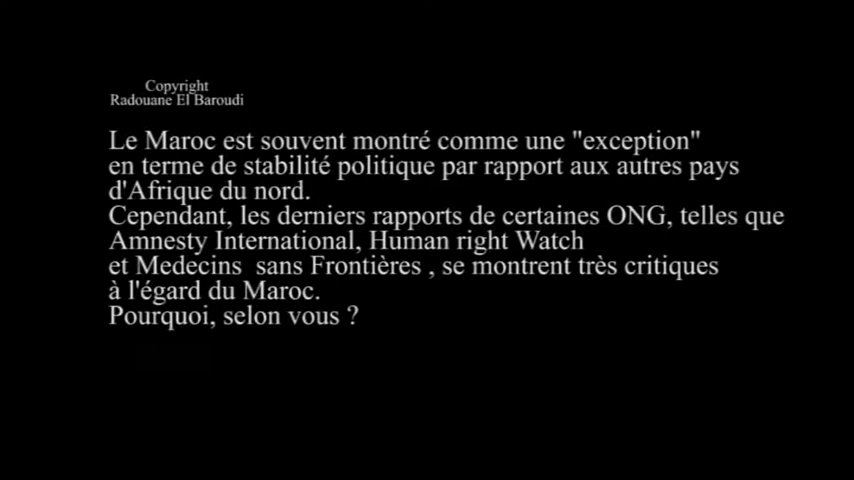 Copyright
Radouane El Baroudi
Le Maroc est souvent montré comme une "exception"
en terme de stabilité politique par rapport aux autres pays
d'Afrique du nord.
Cependant, les derniers rapports de certaines ONG, telles que
Amnesty International, Human right Watch
et Medecins  sans Frontières , se montrent très critiques
à l'égard du Maroc.
Pourquoi, selon vous ?